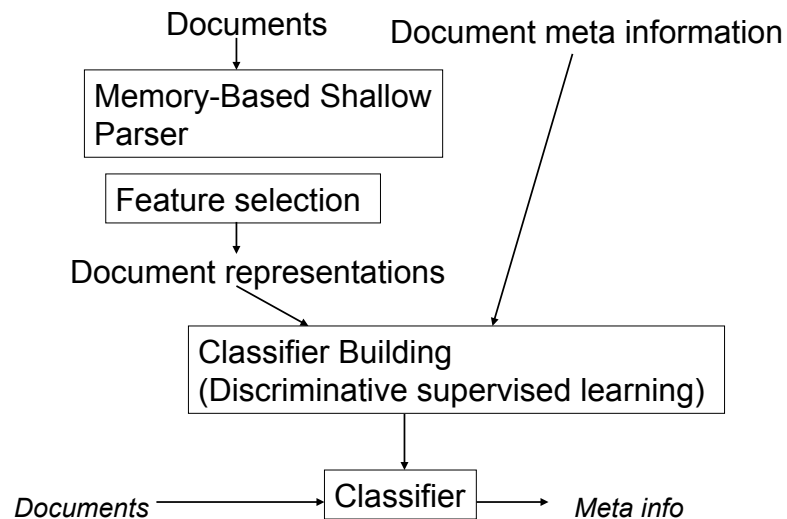 Documents
Document meta information
Memory-Based Shallow
Parser
Feature selection
Document representations
Classifier Building
(Discriminative supervised learning)
Documents
Classifier
Meta info